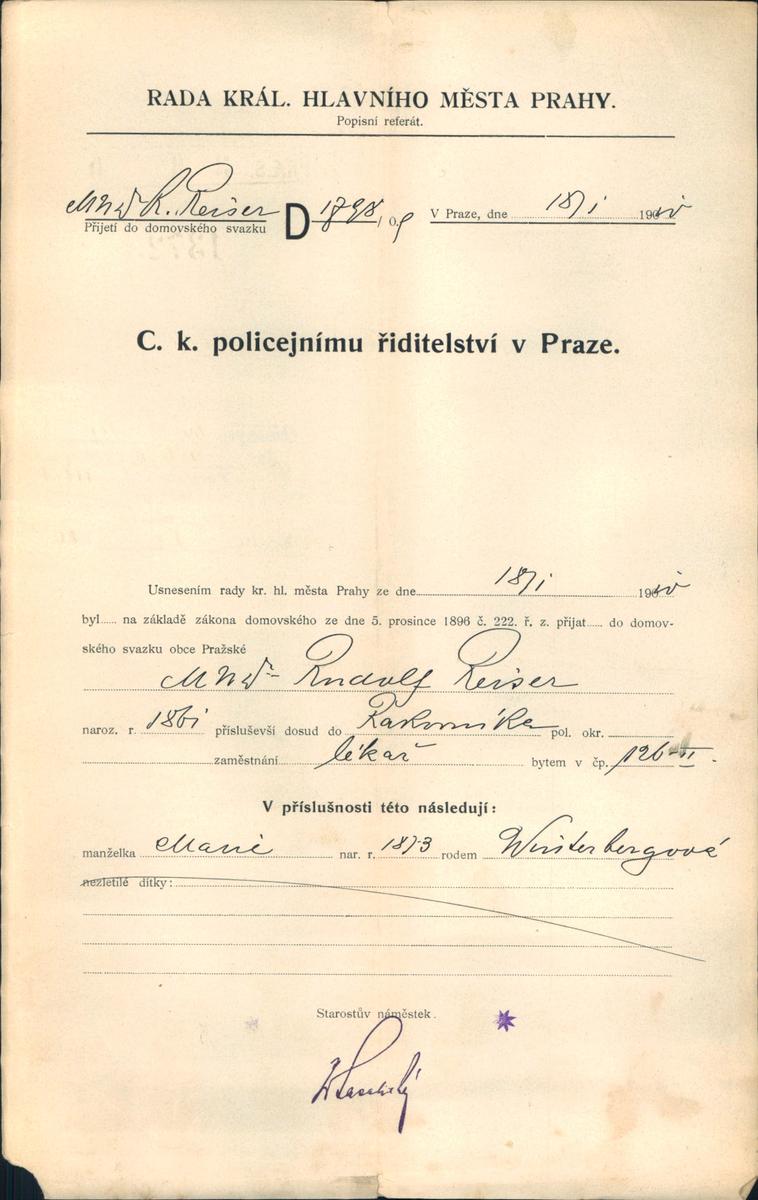 RADA KRÁL. HLAVNÍHO MĚSTA PRAHY.
Popisní referát.
MUDr R. Reiser
Přijetí do domovského svazku
D 1798 / 09
V Praze, dne 18/1 1910
C. k. policejnímu řiditelství v Praze.
Usnesením rady kr. hl. města Prahy ze dne 18/1 1910
byl..... na základě zákona domovského ze dne 5. prosince 1896 č. 222. ř. z. přijat..... do domov-
ského svazku obce Pražské
MUDr Rudolf Reiser
naroz. r. 1861 přísluševší dosud do Rakovníka pol. okr.
zaměstnání lékař bytem v čp. 126-II.
V příslušnosti této následují:
manželka Marie nar. r. 1873 rodem Winterbergová
nezletilé dítky:
Starostův náměstek.